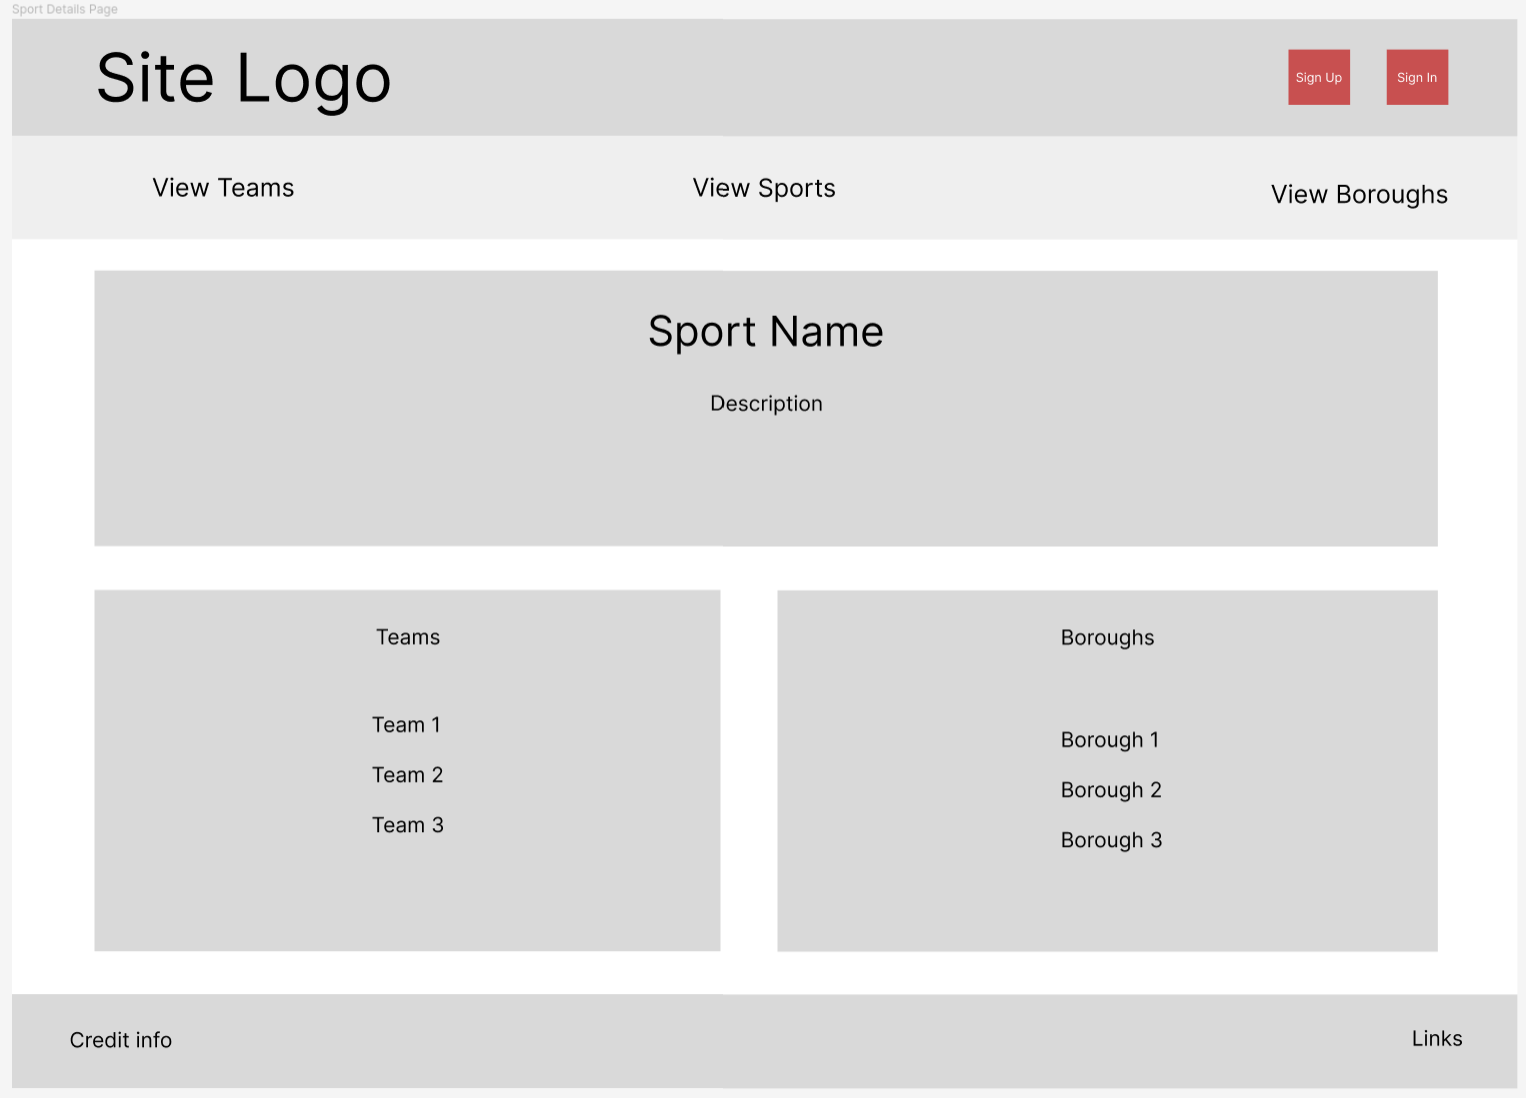 Sport Details Page
Site Logo
Sign Up
Sign In
View Teams
View Sports
View Boroughs
Sport Name
Description
Teams
Team 1
Team 2
Team 3
Boroughs
Borough 1
Borough 2
Borough 3
Credit info
Links